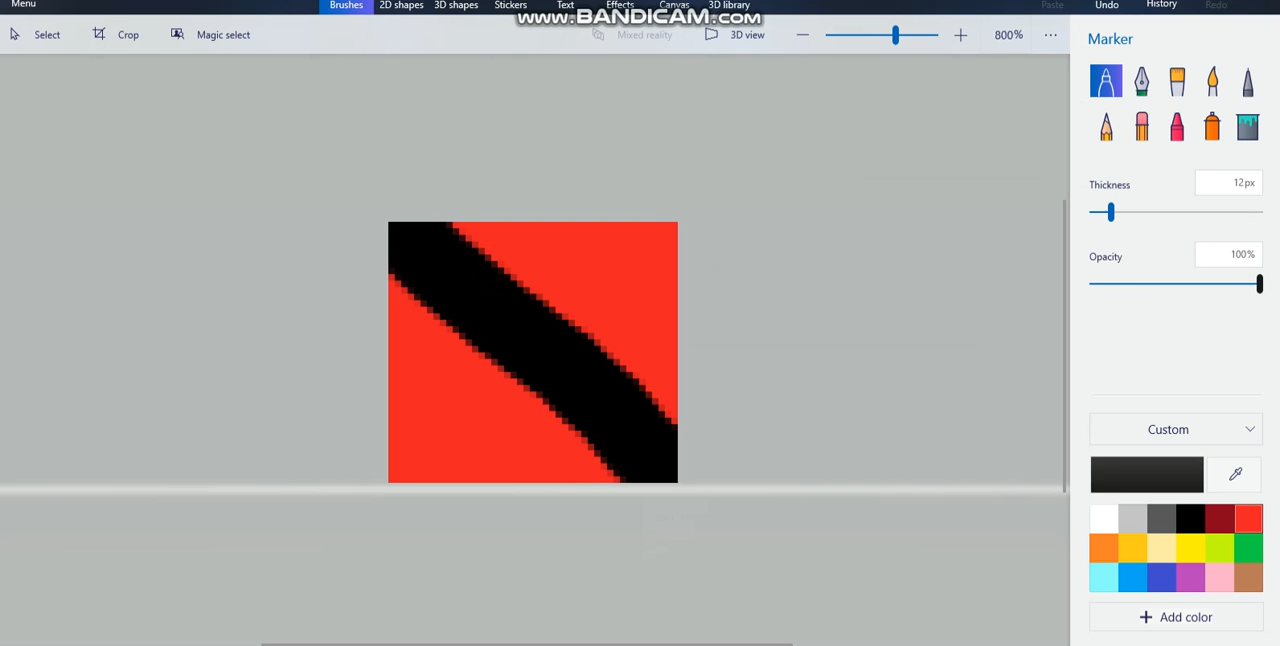 Menu Brushes 2D shapes 3D shapes Stickers Text Effects Canvas 3D library Paste Undo History Redo
www.BANDICAM.com
Select Crop Magic select Mixed reality 3D view 800% ...
Marker
Thickness 12px
Opacity 100%
Custom
Add color